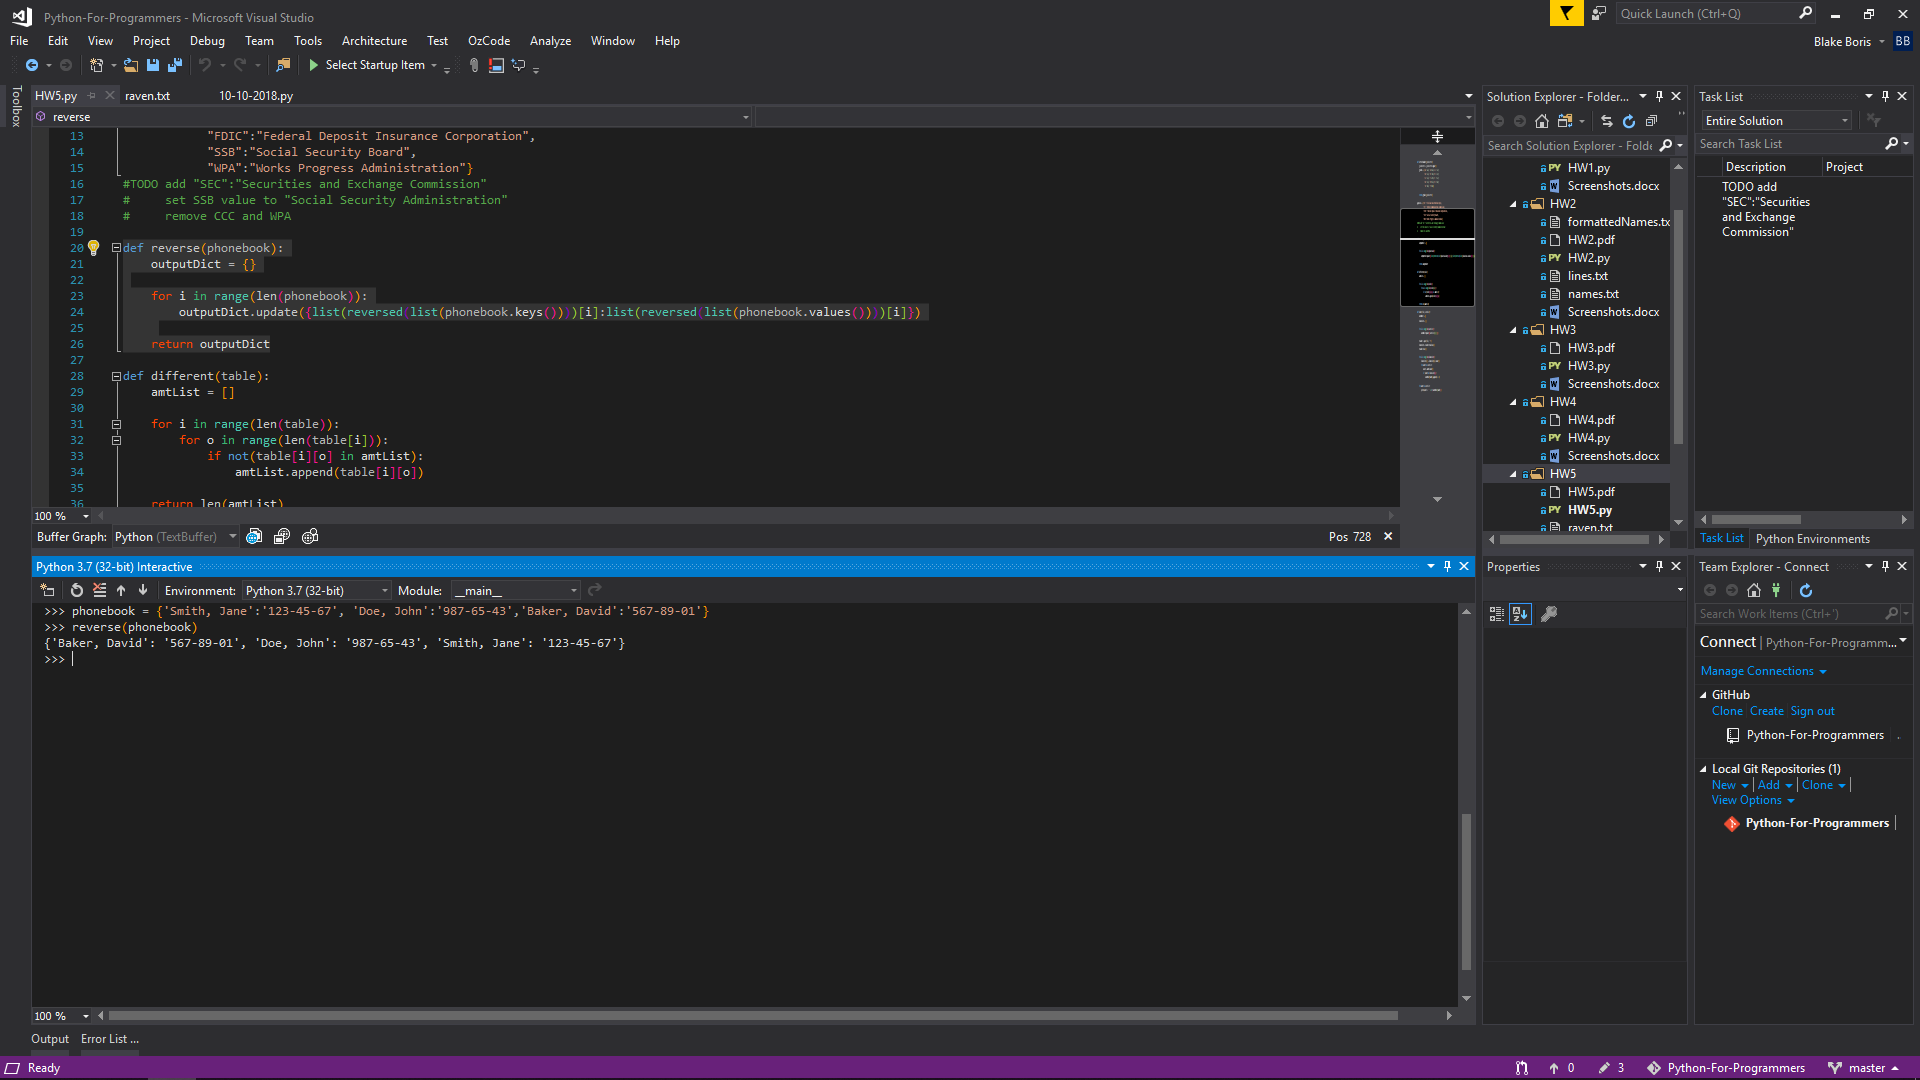 Python-For-Programmers - Microsoft Visual Studio
Quick Launch (Ctrl+Q)
File Edit View Project Debug Team Tools Architecture Test OzCode Analyze Window Help
Blake Boris BB
Select Startup Item
Toolbox
HW5.py raven.txt 10-10-2018.py
reverse
13 "FDIC":"Federal Deposit Insurance Corporation",
14 "SSB":"Social Security Board",
15 "WPA":"Works Progress Administration"}
16 #TODO add "SEC":"Securities and Exchange Commission"
17 # set SSB value to "Social Security Administration"
18 # remove CCC and WPA
19
20 def reverse(phonebook):
21 outputDict = {}
22
23 for i in range(len(phonebook)):
24 outputDict.update({list(reversed(list(phonebook.keys())))[i]:list(reversed(list(phonebook.values())))[i]})
25
26 return outputDict
27
28 def different(table):
29 amtList = []
30
31 for i in range(len(table)):
32 for o in range(len(table[i])):
33 if not(table[i][o] in amtList):
34 amtList.append(table[i][o])
35
36 return len(amtList)
100 %
Buffer Graph: Python (TextBuffer)
Pos 728
Python 3.7 (32-bit) Interactive
Environment: Python 3.7 (32-bit) Module: __main__
>>> phonebook = {'Smith, Jane':'123-45-67', 'Doe, John':'987-65-43','Baker, David':'567-89-01'}
>>> reverse(phonebook)
{'Baker, David': '567-89-01', 'Doe, John': '987-65-43', 'Smith, Jane': '123-45-67'}
>>>
100 %
Output Error List ...
Solution Explorer - Folder...
Search Solution Explorer - Folde
PY HW1.py
Screenshots.docx
HW2
formattedNames.tx
HW2.pdf
PY HW2.py
lines.txt
names.txt
Screenshots.docx
HW3
HW3.pdf
PY HW3.py
Screenshots.docx
HW4
HW4.pdf
PY HW4.py
Screenshots.docx
HW5
HW5.pdf
PY HW5.py
raven.txt
Properties
Task List
Entire Solution
Search Task List
Description Project
TODO add
"SEC":"Securities
and Exchange
Commission"
Task List Python Environments
Team Explorer - Connect
Search Work Items (Ctrl+')
Connect | Python-For-Programm...
Manage Connections
GitHub
Clone Create Sign out
Python-For-Programmers
Local Git Repositories (1)
New Add Clone
View Options
Python-For-Programmers
Ready
0 3 Python-For-Programmers master